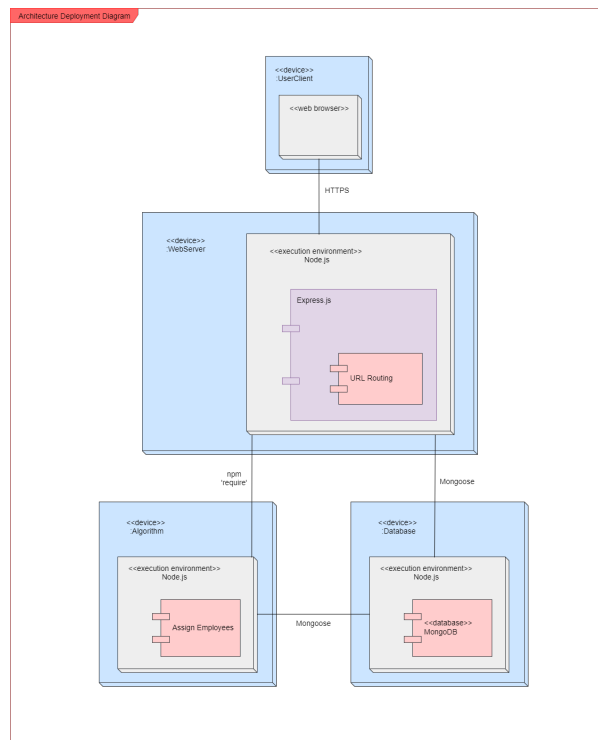 Architecture Deployment Diagram
<<device>>
:UserClient
<<web browser>>
HTTPS
<<device>>
:WebServer
<<execution environment>>
Node.js
Express.js
URL Routing
npm
'require'
Mongoose
<<device>>
:Algorithm
<<execution environment>>
Node.js
Assign Employees
Mongoose
<<device>>
:Database
<<execution environment>>
Node.js
<<database>>
MongoDB